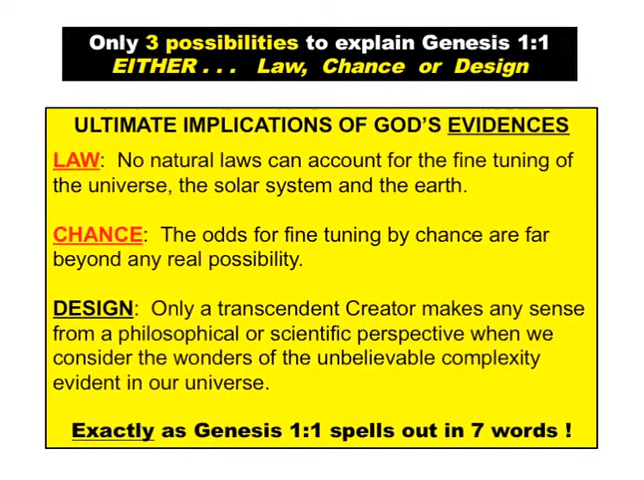 Only 3 possibilities to explain Genesis 1:1
EITHER . . . Law, Chance or Design
ULTIMATE IMPLICATIONS OF GOD'S EVIDENCES
LAW: No natural laws can account for the fine tuning of
the universe, the solar system and the earth.
CHANCE: The odds for fine tuning by chance are far
beyond any real possibility.
DESIGN: Only a transcendent Creator makes any sense
from a philosophical or scientific perspective when we
consider the wonders of the unbelievable complexity
evident in our universe.
Exactly as Genesis 1:1 spells out in 7 words !